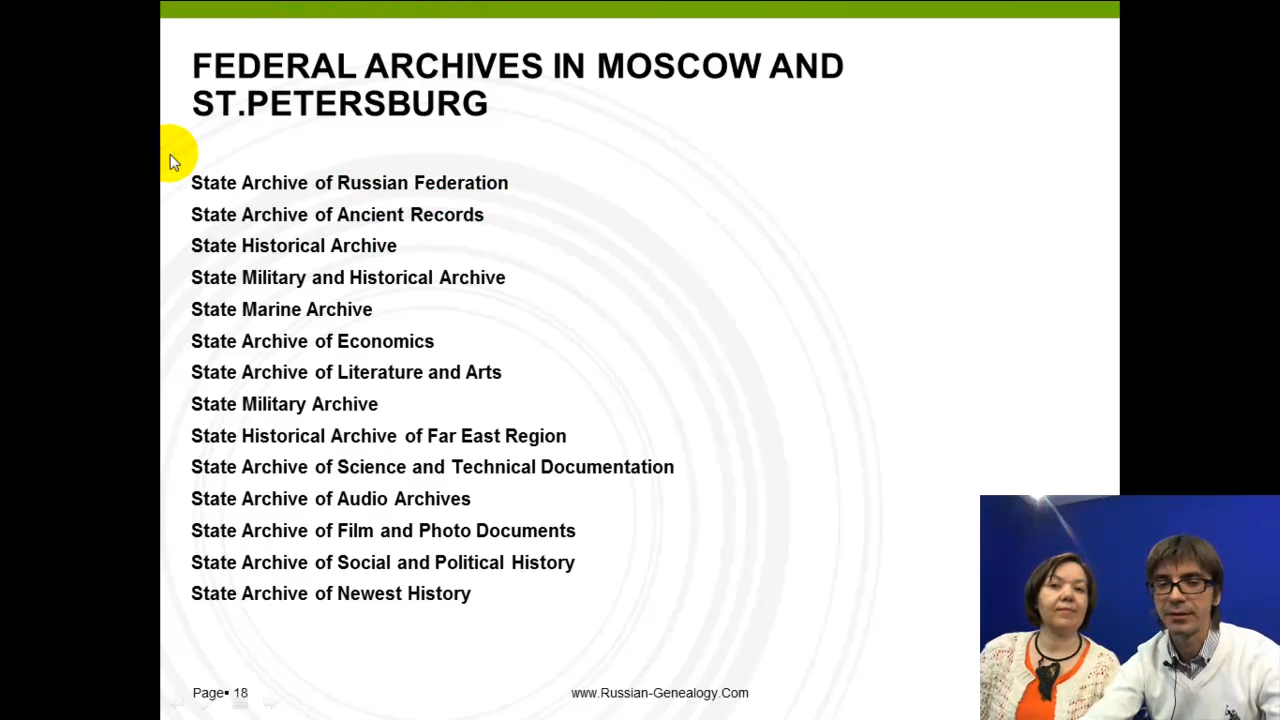 FEDERAL ARCHIVES IN MOSCOW AND
ST.PETERSBURG
State Archive of Russian Federation
State Archive of Ancient Records
State Historical Archive
State Military and Historical Archive
State Marine Archive
State Archive of Economics
State Archive of Literature and Arts
State Military Archive
State Historical Archive of Far East Region
State Archive of Science and Technical Documentation
State Archive of Audio Archives
State Archive of Film and Photo Documents
State Archive of Social and Political History
State Archive of Newest History
Page▪ 18
www.Russian-Genealogy.Com